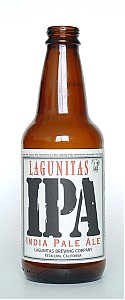 LAGUNITAS
IPA
INDIA PALE ALE
LAGUNITAS BREWING COMPANY
PETALUMA, CALIFORNIA